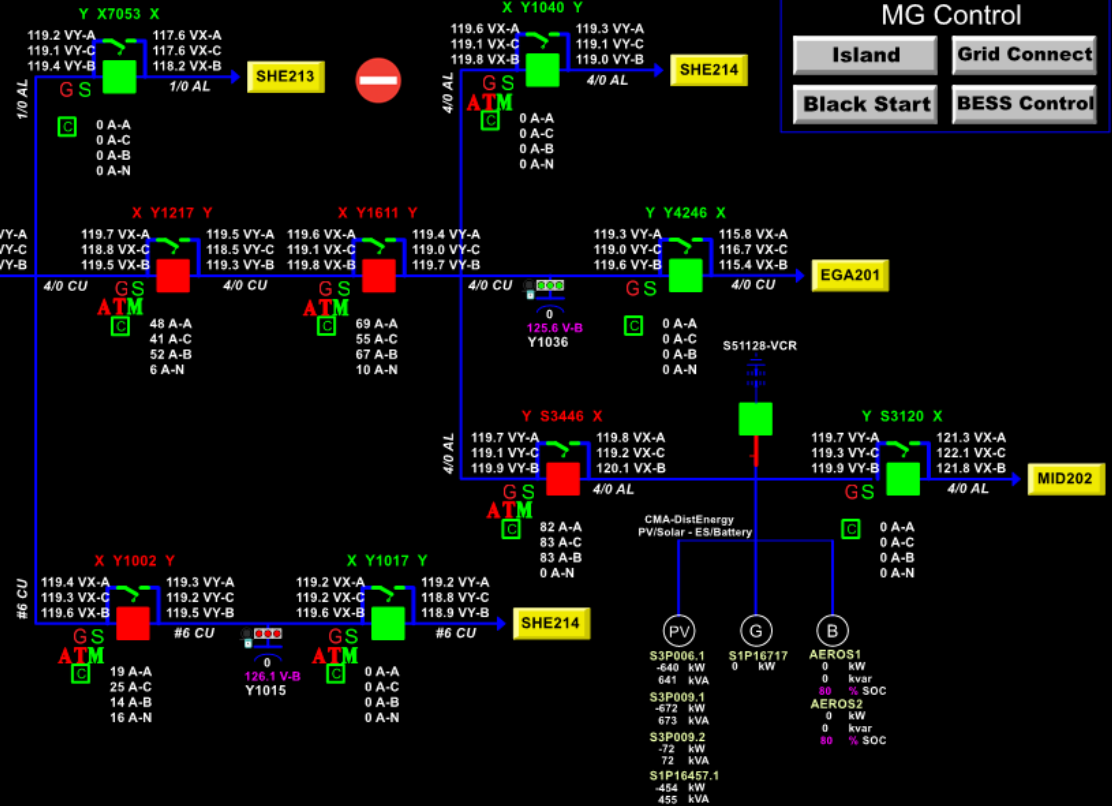 Y X7053 X
119.2 VY-A
119.1 VY-C
119.4 VY-B
117.6 VX-A
117.6 VX-C
118.2 VX-B
1/0 AL
1/0 AL
G S
C
SHE213
0 A-A
0 A-C
0 A-B
0 A-N
X Y1040 Y
119.6 VX-A
119.1 VX-C
119.8 VX-B
119.3 VY-A
119.1 VY-C
119.0 VY-B
4/0 AL
4/0 AL
G S
ATM
C
SHE214
0 A-A
0 A-C
0 A-B
0 A-N
MG Control
Island
Grid Connect
Black Start
BESS Control
VY-A
VY-C
VY-B
X Y1217 Y
119.7 VX-A
118.8 VX-C
119.5 VX-B
119.5 VY-A
118.5 VY-C
119.3 VY-B
4/0 CU
4/0 CU
G S
ATM
C
48 A-A
41 A-C
52 A-B
6 A-N
X Y1611 Y
119.6 VX-A
119.1 VX-C
119.8 VX-B
119.4 VY-A
119.0 VY-C
119.7 VY-B
G S
ATM
C
69 A-A
55 A-C
67 A-B
10 A-N
4/0 CU
0
125.6 V-B
Y1036
Y Y4246 X
119.3 VY-A
119.0 VY-C
119.6 VY-B
115.8 VX-A
116.7 VX-C
115.4 VX-B
4/0 CU
G S
C
EGA201
0 A-A
0 A-C
0 A-B
0 A-N
S51128-VCR
Y S3446 X
119.7 VY-A
119.1 VY-C
119.9 VY-B
119.8 VX-A
119.2 VX-C
120.1 VX-B
4/0 AL
4/0 AL
G S
ATM
C
82 A-A
83 A-C
83 A-B
0 A-N
Y S3120 X
119.7 VY-A
119.3 VY-C
119.9 VY-B
121.3 VX-A
122.1 VX-C
121.8 VX-B
4/0 AL
G S
C
MID202
0 A-A
0 A-C
0 A-B
0 A-N
CMA-DistEnergy
PV/Solar - ES/Battery
X Y1002 Y
119.4 VX-A
119.3 VX-C
119.6 VX-B
119.3 VY-A
119.2 VY-C
119.5 VY-B
#6 CU
#6 CU
G S
ATM
C
19 A-A
25 A-C
14 A-B
16 A-N
0
126.1 V-B
Y1015
X Y1017 Y
119.2 VX-A
119.2 VX-C
119.6 VX-B
119.2 VY-A
118.8 VY-C
118.9 VY-B
#6 CU
G S
ATM
C
SHE214
0 A-A
0 A-C
0 A-B
0 A-N
PV
S3P006.1
-640 kW
641 kVA
S3P009.1
-672 kW
673 kVA
S3P009.2
-72 kW
72 kVA
S1P16457.1
-454 kW
455 kVA
G
S1P16717
0 kW
B
AEROS1
0 kW
0 kvar
80 % SOC
AEROS2
0 kW
0 kvar
80 % SOC